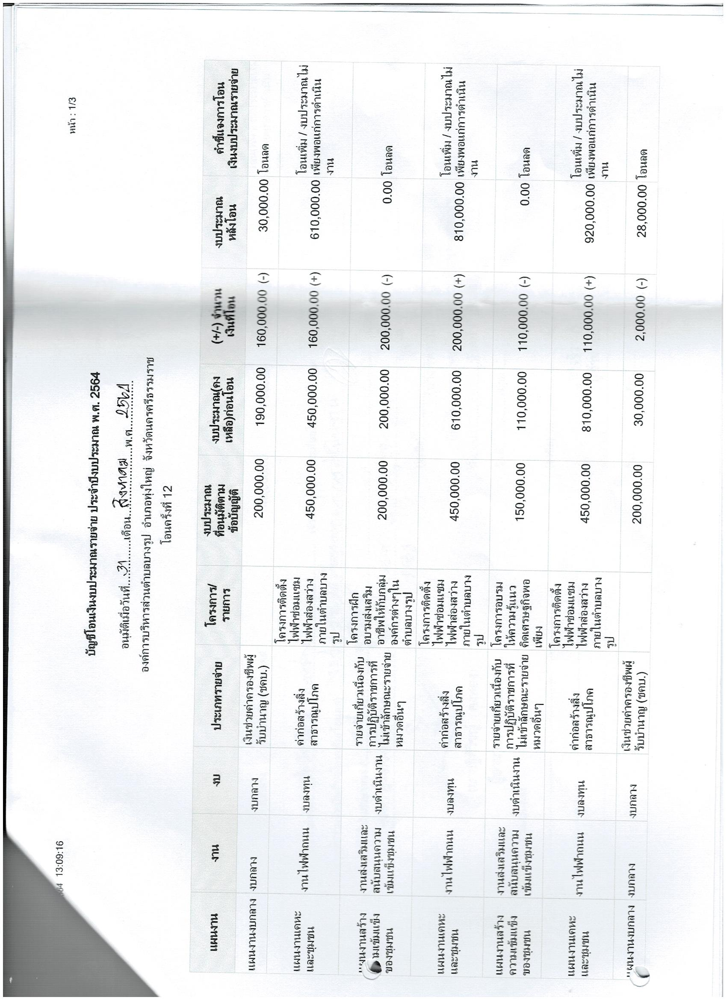 13:09:16
หน้า : 1/3
บัญชีโอนเงินงบประมาณรายจ่าย ประจำปีงบประมาณ พ.ศ. 2564
อนุมัติเมื่อวันที่....31.........เดือน...สิงหาคม...พ.ศ....2564
องค์การบริหารส่วนตำบลบางรูป อำเภอทุ่งใหญ่ จังหวัดนครศรีธรรมราช
โอนครั้งที่ 12
แผนงาน งาน งบ ประเภทรายจ่าย โครงการ/ งบประมาณ งบประมาณ(คง (+/-) จำนวน งบประมาณ คำชี้แจงการโอน
รายการ ที่อนุมัติตาม เหลือ)ก่อนโอน เงินที่โอน หลังโอน เงินงบประมาณรายจ่าย
ข้อบัญญัติ
แผนงานงบกลาง งบกลาง งบกลาง เงินช่วยค่าครองชีพผู้ 200,000.00 190,000.00 160,000.00 (-) 30,000.00 โอนลด
รับบำนาญ (ชคบ.)
แผนงานเคหะ งานไฟฟ้าถนน งบลงทุน ค่าก่อสร้างสิ่ง โครงการติดตั้ง 450,000.00 450,000.00 160,000.00 (+) 610,000.00 โอนเพิ่ม / งบประมาณไม่
และชุมชน สาธารณูปโภค ไฟฟ้าซ่อมแซม เพียงพอแก่การดำเนิน
ไฟฟ้าส่องสว่าง งาน
ภายในตำบลบาง
รูป
แผนงานสร้าง งานส่งเสริมและ งบดำเนินงาน รายจ่ายเกี่ยวเนื่องกับ โครงการฝึก 200,000.00 200,000.00 200,000.00 (-) 0.00 โอนลด
ามเข้มแข็ง สนับสนุนความ การปฏิบัติราชการที่ อบรมส่งเสริม
ของชุมชน เข้มแข็งชุมชน ไม่เข้าลักษณะรายจ่าย อาชีพให้กับกลุ่ม
หมวดอื่นๆ องค์กรต่างๆใน
ตำบลบางรูป
แผนงานเคหะ งานไฟฟ้าถนน งบลงทุน ค่าก่อสร้างสิ่ง โครงการติดตั้ง 450,000.00 610,000.00 200,000.00 (+) 810,000.00 โอนเพิ่ม / งบประมาณไม่
และชุมชน สาธารณูปโภค ไฟฟ้าซ่อมแซม เพียงพอแก่การดำเนิน
ไฟฟ้าส่องสว่าง งาน
ภายในตำบลบาง
รูป
แผนงานสร้าง งานส่งเสริมและ งบดำเนินงาน รายจ่ายเกี่ยวเนื่องกับ โครงการอบรม 150,000.00 110,000.00 110,000.00 (-) 0.00 โอนลด
ความเข้มแข็ง สนับสนุนความ การปฏิบัติราชการที่ ให้ความรู้แนว
ของชุมชน เข้มแข็งชุมชน ไม่เข้าลักษณะรายจ่าย คิดเศรษฐกิจพอ
หมวดอื่นๆ เพียง
แผนงานเคหะ งานไฟฟ้าถนน งบลงทุน ค่าก่อสร้างสิ่ง โครงการติดตั้ง 450,000.00 810,000.00 110,000.00 (+) 920,000.00 โอนเพิ่ม / งบประมาณไม่
และชุมชน สาธารณูปโภค ไฟฟ้าซ่อมแซม เพียงพอแก่การดำเนิน
ไฟฟ้าส่องสว่าง งาน
ภายในตำบลบาง
รูป
แผนงานงบกลาง งบกลาง งบกลาง เงินช่วยค่าครองชีพผู้ 200,000.00 30,000.00 2,000.00 (-) 28,000.00 โอนลด
รับบำนาญ (ชคบ.)